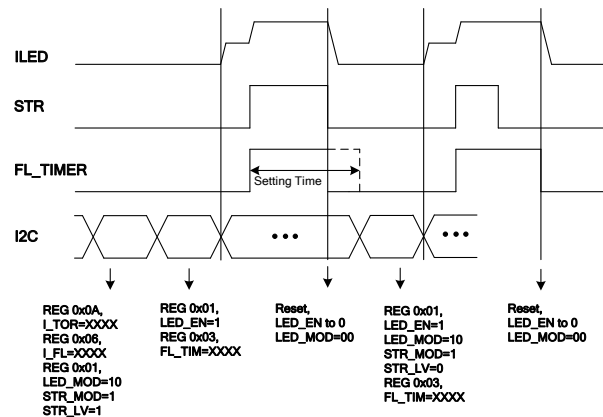 ILED
STR
FL_TIMER
Setting Time
I2C
REG 0x0A,
I_TOR=XXXX
REG 0x06,
I_FL=XXXX
REG 0x01,
LED_MOD=10
STR_MOD=1
STR_LV=1
REG 0x01,
LED_EN=1
REG 0x03,
FL_TIM=XXXX
Reset,
LED_EN to 0
LED_MOD=00
REG 0x01,
LED_EN=1
LED_MOD=10
STR_MOD=1
STR_LV=0
REG 0x03,
FL_TIM=XXXX
Reset,
LED_EN to 0
LED_MOD=00